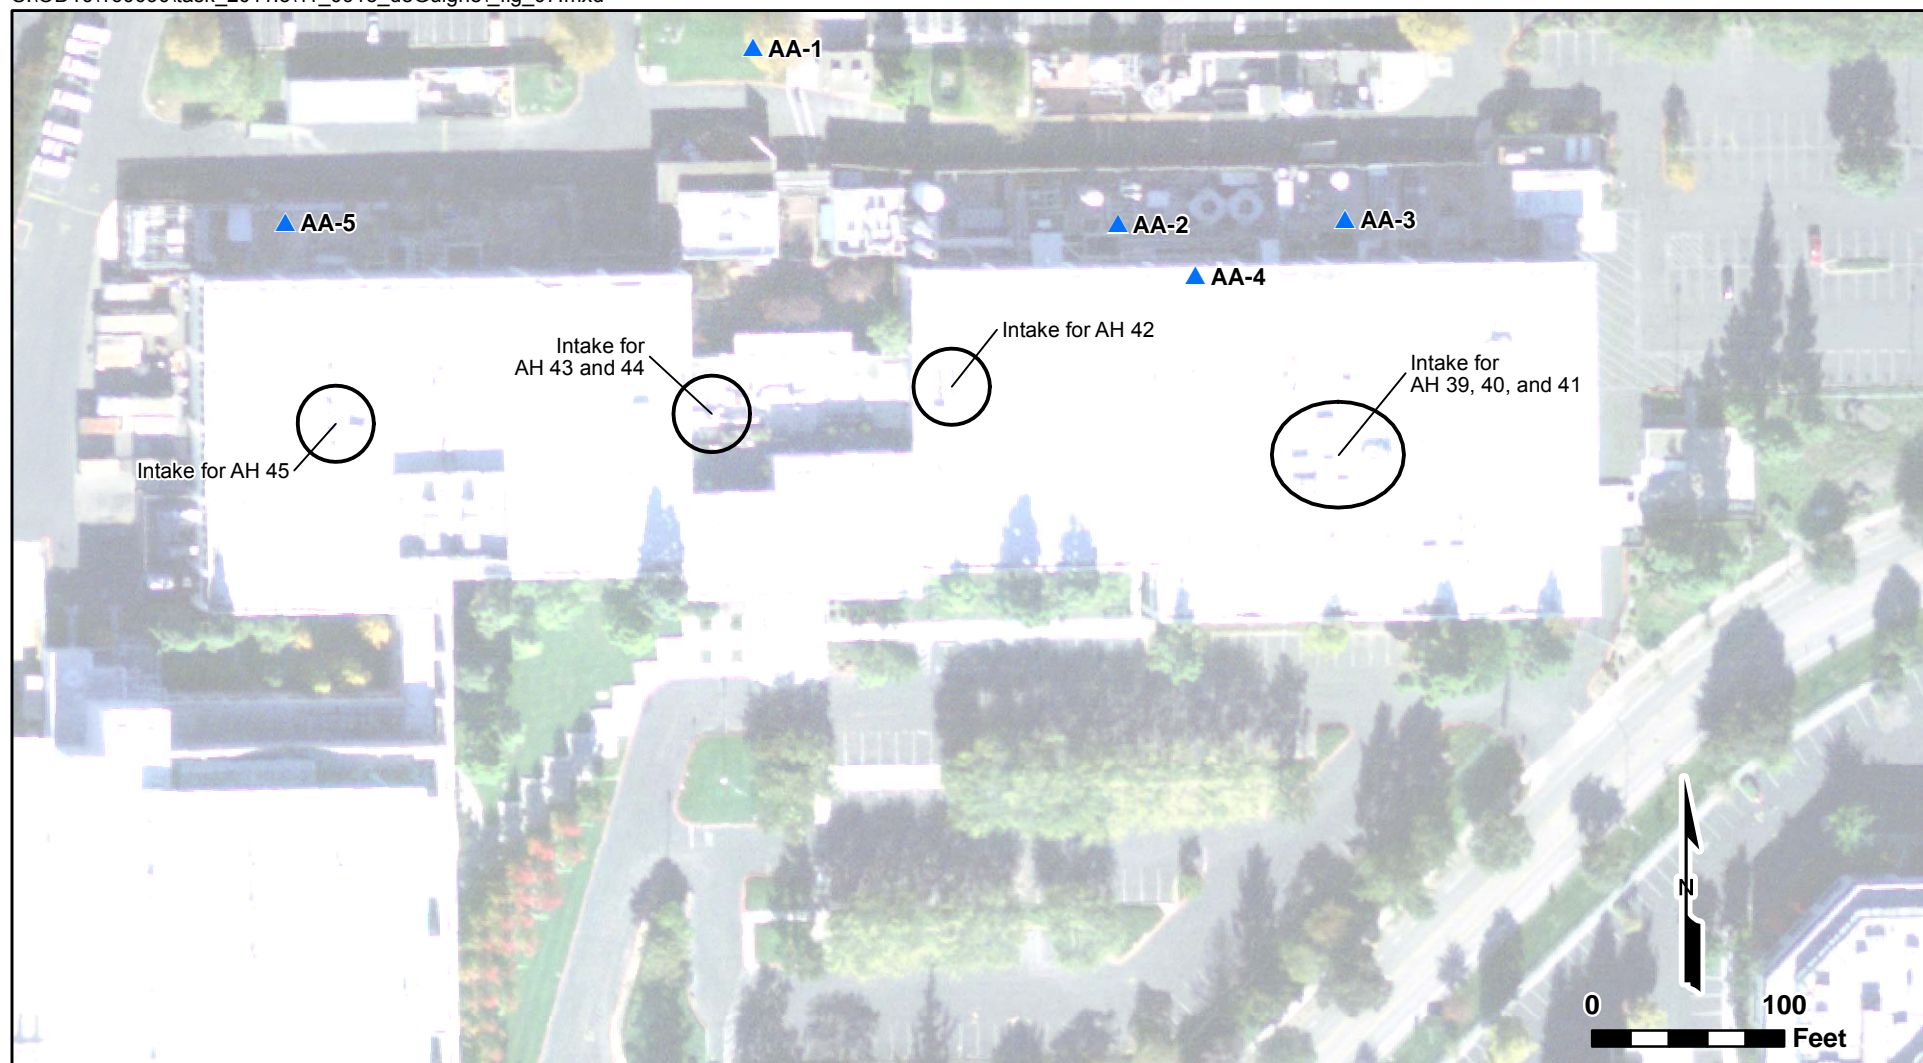 AA-1
AA-5
AA-2
AA-3
AA-4
Intake for AH 42
Intake for
AH 43 and 44
Intake for
AH 39, 40, and 41
Intake for AH 45
N
0 100
Feet